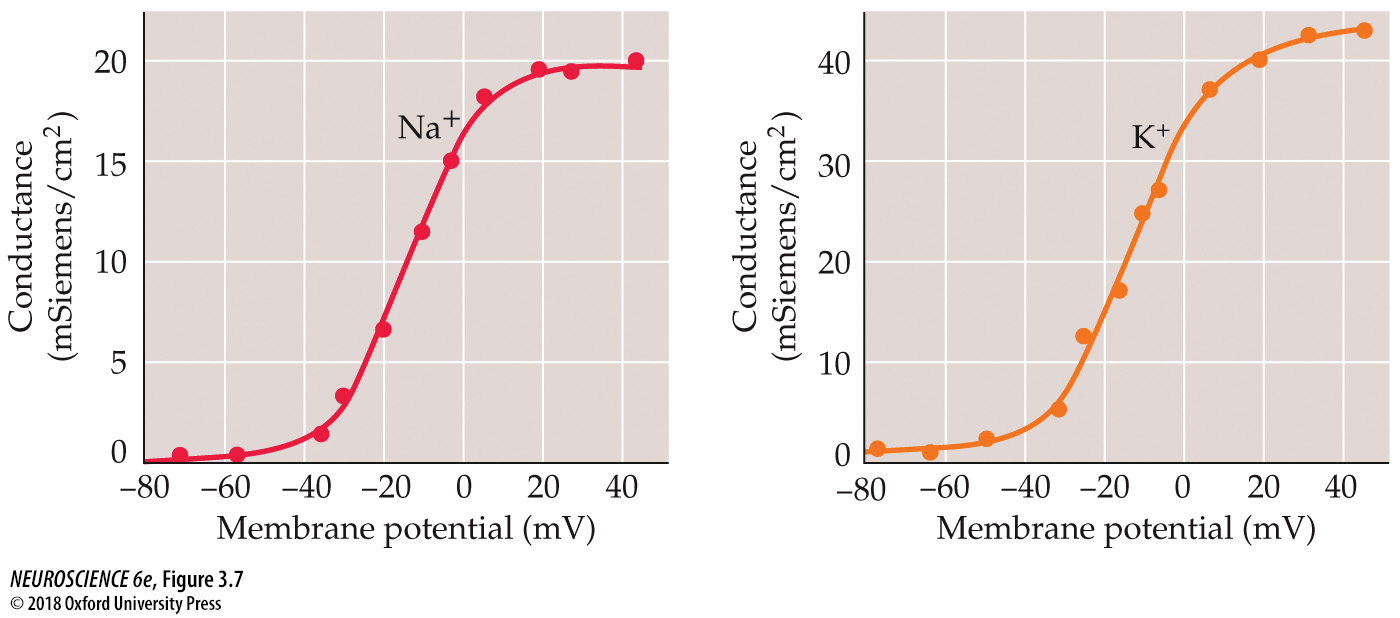 Conductance
(mSiemens/cm²)
20
15
10
5
0
Na⁺
–80 –60 –40 –20 0 20 40
Membrane potential (mV)
Conductance
(mSiemens/cm²)
40
30
20
10
0
K⁺
–80 –60 –40 –20 0 20 40
Membrane potential (mV)
NEUROSCIENCE 6e, Figure 3.7
© 2018 Oxford University Press